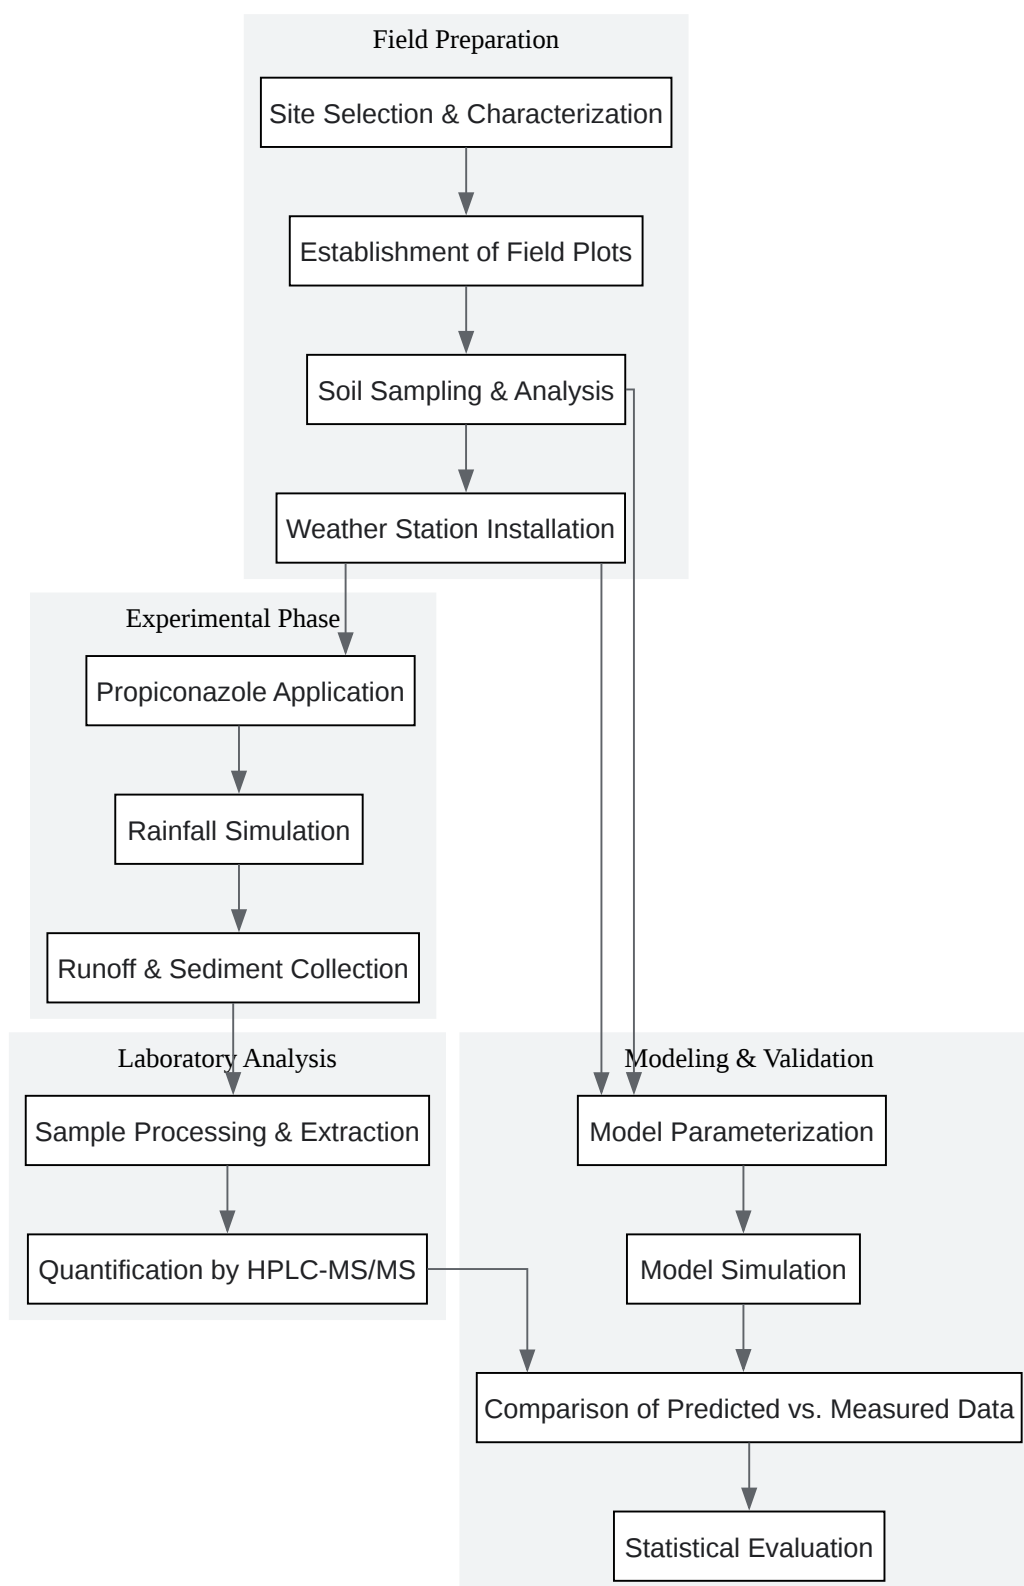 Field Preparation
Site Selection & Characterization
Establishment of Field Plots
Soil Sampling & Analysis
Weather Station Installation
Experimental Phase
Propiconazole Application
Rainfall Simulation
Runoff & Sediment Collection
Laboratory Analysis
Sample Processing & Extraction
Quantification by HPLC-MS/MS
Modeling & Validation
Model Parameterization
Model Simulation
Comparison of Predicted vs. Measured Data
Statistical Evaluation